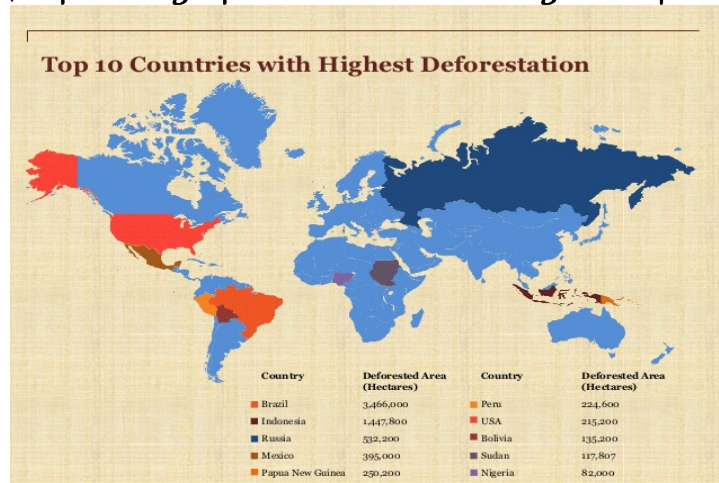 Top 10 Countries with Highest Deforestation
Country Deforested Area (Hectares) Country Deforested Area (Hectares)
Brazil 3,466,000 Peru 224,600
Indonesia 1,447,800 USA 215,200
Russia 532,200 Bolivia 135,200
Mexico 395,000 Sudan 117,807
Papua New Guinea 250,200 Nigeria 82,000